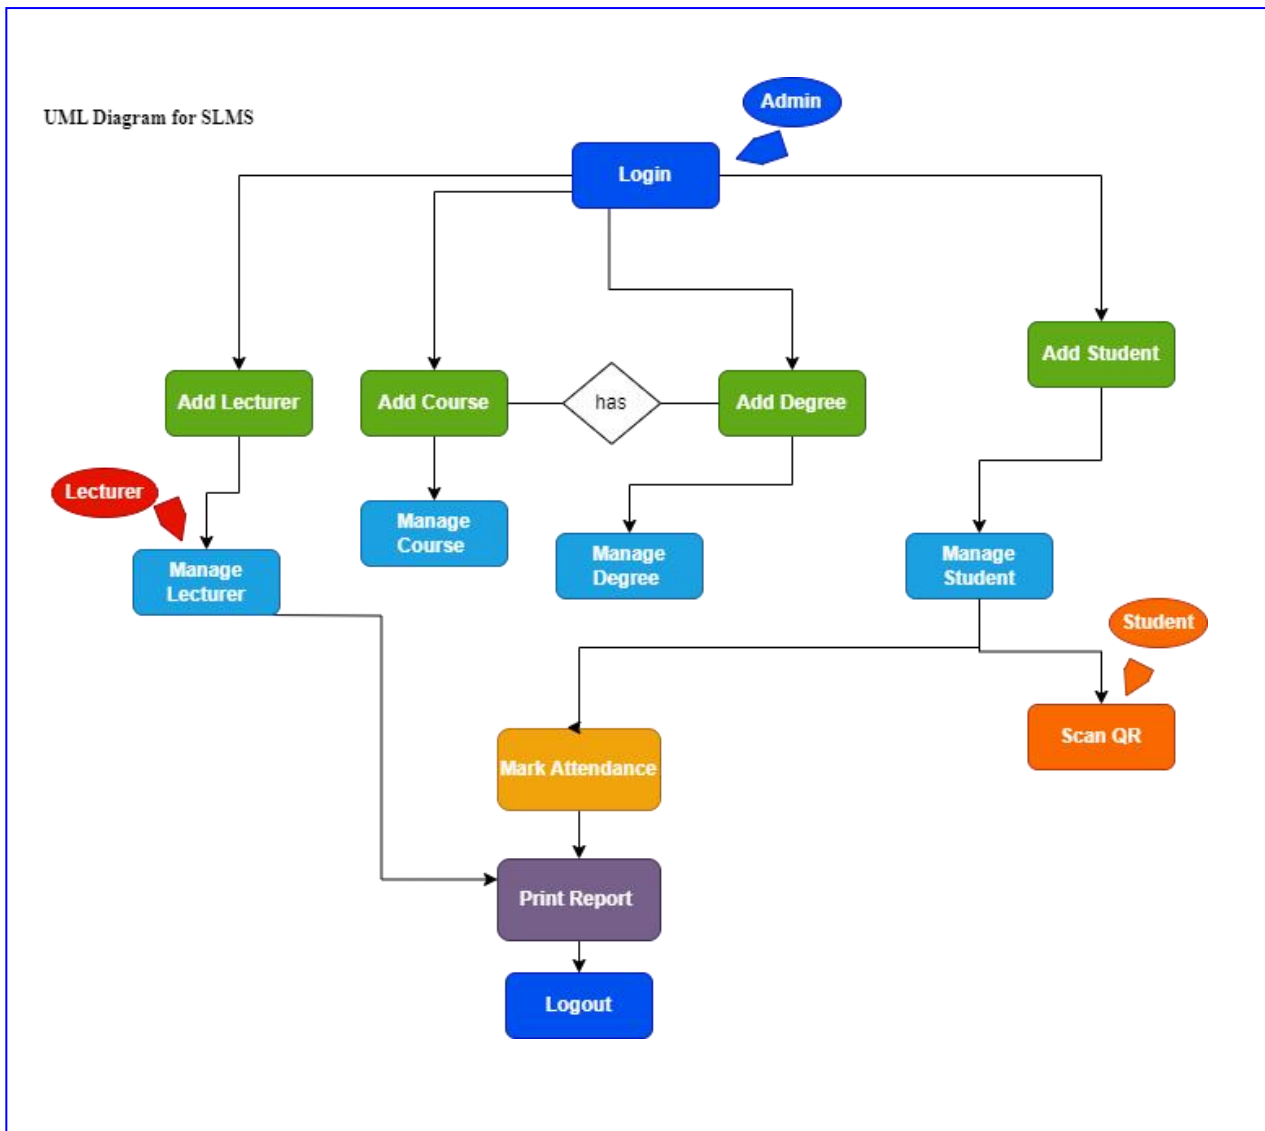 Admin
UML Diagram for SLMS
Login
Add Student
Add Lecturer
Add Course
has
Add Degree
Lecturer
Manage
Course
Manage
Degree
Manage
Student
Manage
Lecturer
Student
Scan QR
Mark Attendance
Print Report
Logout